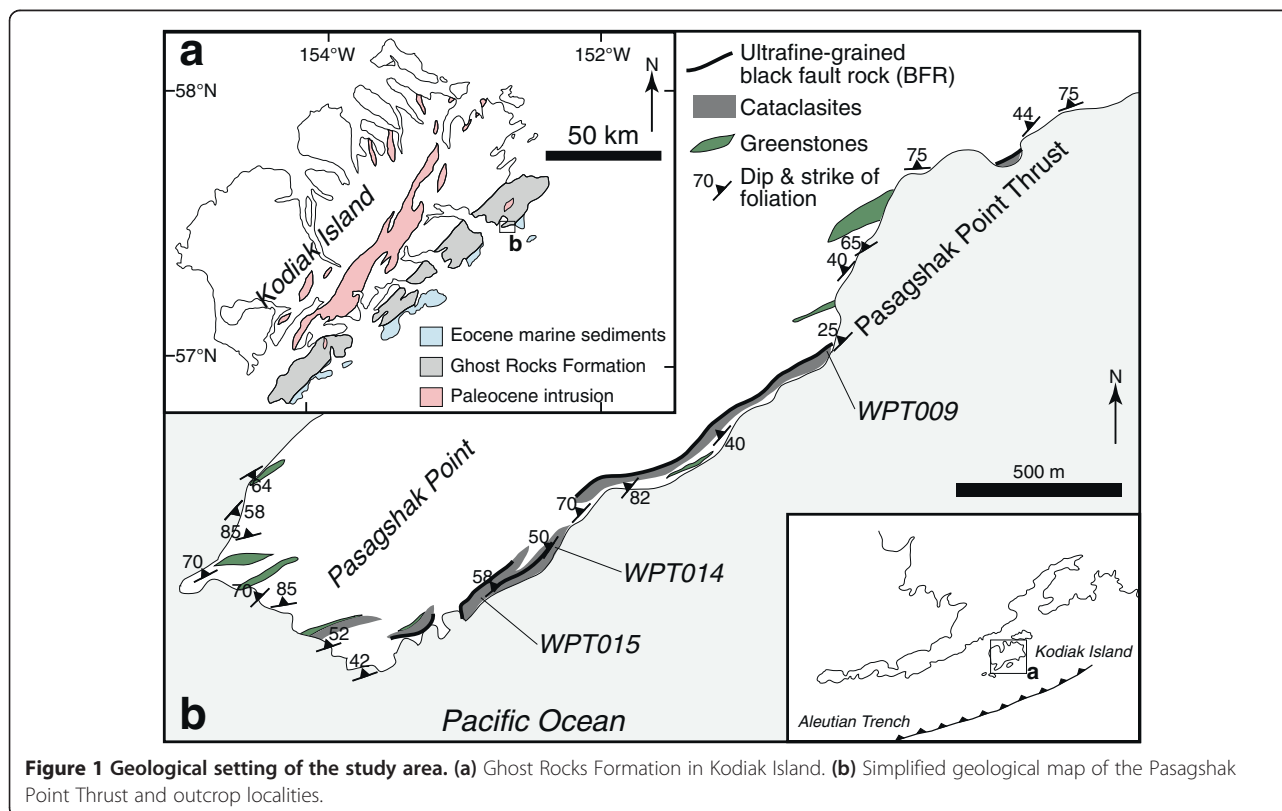 a
154°W
152°W
58°N
57°N
N
50 km
Kodiak Island
b
Eocene marine sediments
Ghost Rocks Formation
Paleocene intrusion
Ultrafine-grained
black fault rock (BFR)
Cataclasites
Greenstones
70
Dip & strike of
foliation
75
44
75
65
40
25
Pasagshak Point Thrust
WPT009
N
40
82
70
500 m
50
WPT014
58
WPT015
64
58
85
70
70
85
52
42
Pasagshak Point
b
Pacific Ocean
Kodiak Island
a
Aleutian Trench
Figure 1 Geological setting of the study area. (a) Ghost Rocks Formation in Kodiak Island. (b) Simplified geological map of the Pasagshak
Point Thrust and outcrop localities.